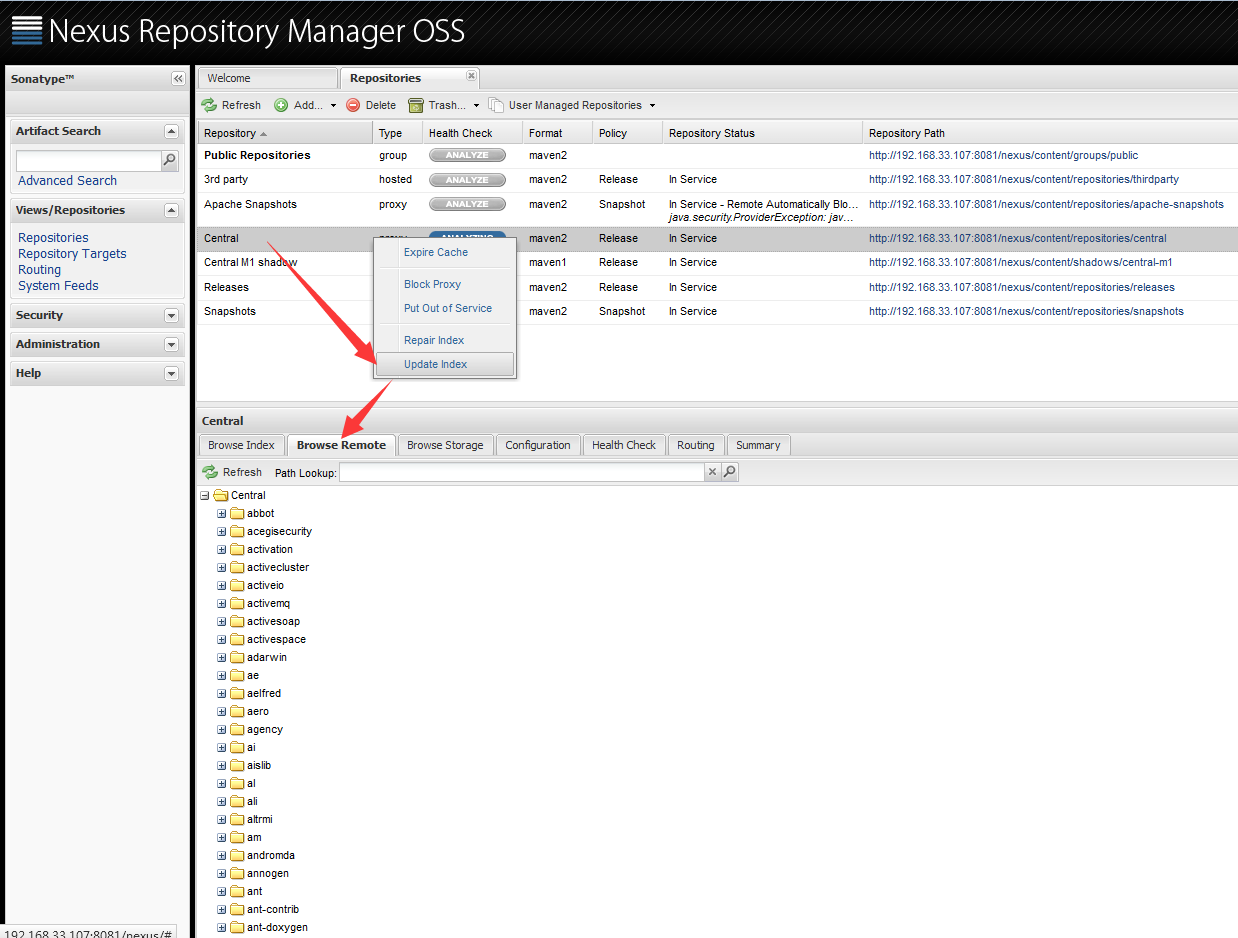 Nexus Repository Manager OSS
Sonatype™
Welcome
Repositories
Refresh Add... Delete Trash... User Managed Repositories
Artifact Search
Advanced Search
Views/Repositories
Repositories
Repository Targets
Routing
System Feeds
Security
Administration
Help
Repository Type Health Check Format Policy Repository Status Repository Path
Public Repositories group ANALYZE maven2 http://192.168.33.107:8081/nexus/content/groups/public
3rd party hosted ANALYZE maven2 Release In Service http://192.168.33.107:8081/nexus/content/repositories/thirdparty
Apache Snapshots proxy ANALYZE maven2 Snapshot In Service - Remote Automatically Blo... http://192.168.33.107:8081/nexus/content/repositories/apache-snapshots
java.security.ProviderException: jav...
Central proxy ANALYZING maven2 Release In Service http://192.168.33.107:8081/nexus/content/repositories/central
Central M1 shadow maven1 Release In Service http://192.168.33.107:8081/nexus/content/shadows/central-m1
Releases maven2 Release In Service http://192.168.33.107:8081/nexus/content/repositories/releases
Snapshots maven2 Snapshot In Service http://192.168.33.107:8081/nexus/content/repositories/snapshots
Expire Cache
Block Proxy
Put Out of Service
Repair Index
Update Index
Central
Browse Index Browse Remote Browse Storage Configuration Health Check Routing Summary
Refresh Path Lookup:
Central
abbot
acegisecurity
activation
activecluster
activeio
activemq
activesoap
activespace
adarwin
ae
aelfred
aero
agency
ai
aislib
al
ali
altrmi
am
andromda
annogen
ant
ant-contrib
ant-doxygen
192.168.33.107:8081/nexus/#